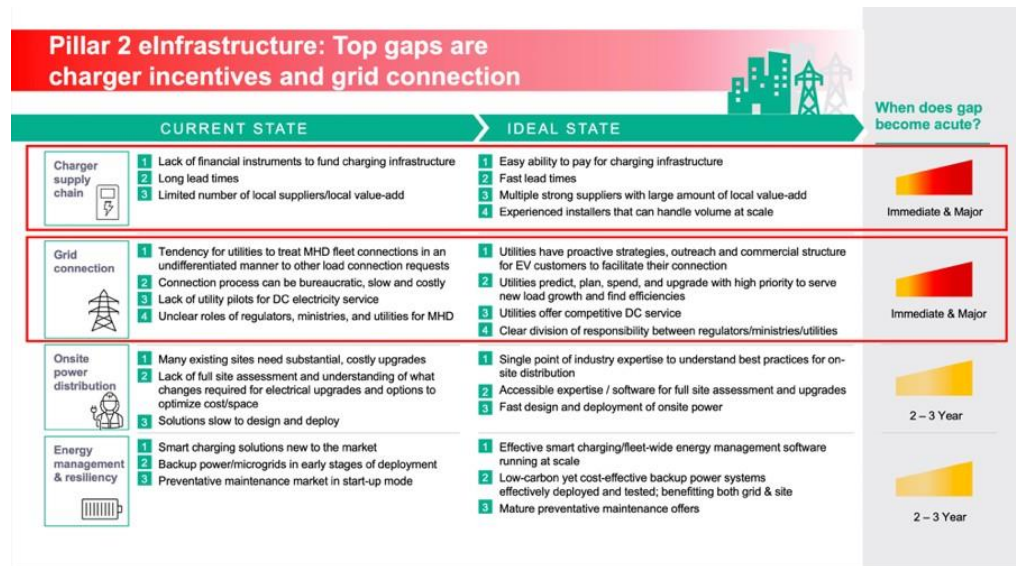 Pillar 2 eInfrastructure: Top gaps are
charger incentives and grid connection
When does gap
become acute?
CURRENT STATE
IDEAL STATE
Charger
supply
chain
1 Lack of financial instruments to fund charging infrastructure
2 Long lead times
3 Limited number of local suppliers/local value-add
1 Easy ability to pay for charging infrastructure
2 Fast lead times
3 Multiple strong suppliers with large amount of local value-add
4 Experienced installers that can handle volume at scale
Immediate & Major
Grid
connection
1 Tendency for utilities to treat MHD fleet connections in an
undifferentiated manner to other load connection requests
2 Connection process can be bureaucratic, slow and costly
3 Lack of utility pilots for DC electricity service
4 Unclear roles of regulators, ministries, and utilities for MHD
1 Utilities have proactive strategies, outreach and commercial structure
for EV customers to facilitate their connection
2 Utilities predict, plan, spend, and upgrade with high priority to serve
new load growth and find efficiencies
3 Utilities offer competitive DC service
4 Clear division of responsibility between regulators/ministries/utilities
Immediate & Major
Onsite
power
distribution
1 Many existing sites need substantial, costly upgrades
2 Lack of full site assessment and understanding of what
changes required for electrical upgrades and options to
optimize cost/space
3 Solutions slow to design and deploy
1 Single point of industry expertise to understand best practices for on-
site distribution
2 Accessible expertise / software for full site assessment and upgrades
3 Fast design and deployment of onsite power
2 – 3 Year
Energy
management
& resiliency
1 Smart charging solutions new to the market
2 Backup power/microgrids in early stages of deployment
3 Preventative maintenance market in start-up mode
1 Effective smart charging/fleet-wide energy management software
running at scale
2 Low-carbon yet cost-effective backup power systems
effectively deployed and tested; benefitting both grid & site
3 Mature preventative maintenance offers
2 – 3 Year